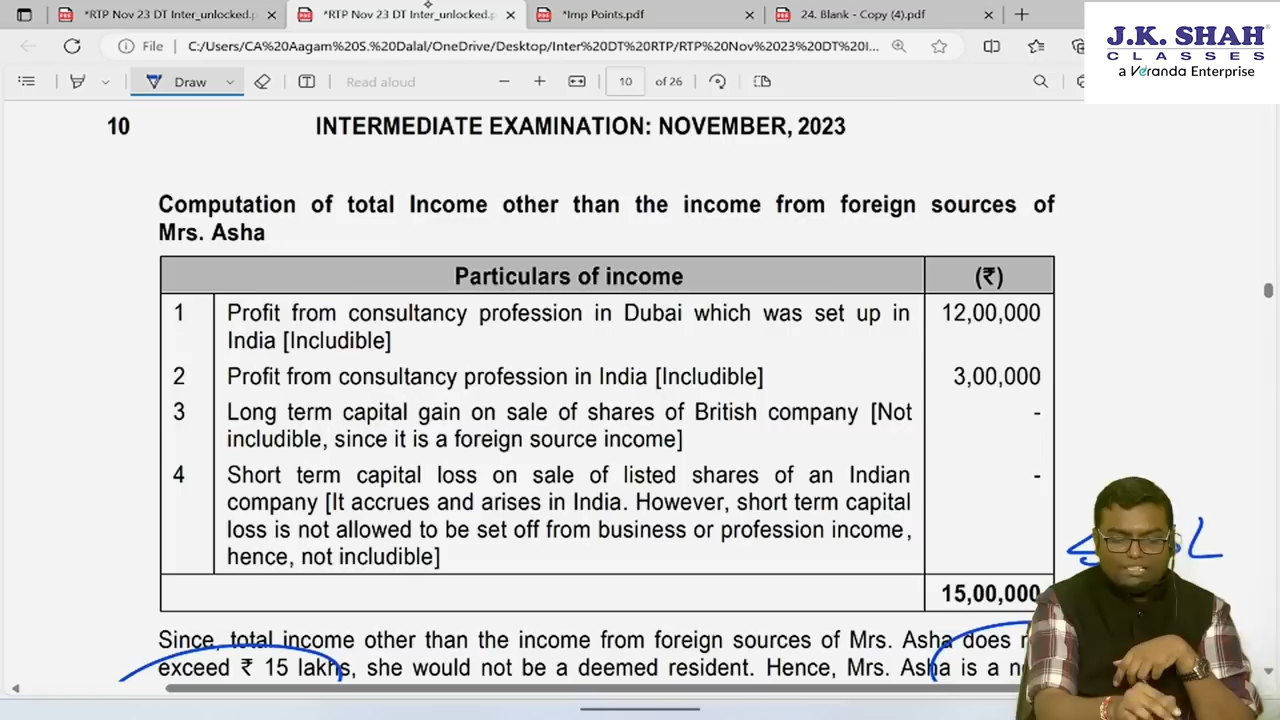 *RTP Nov 23 DT Inter_unlocked.p
*RTP Nov 23 DT Inter_unlocked.p
*Imp Points.pdf
24. Blank - Copy (4).pdf
File
C:/Users/CA%20Aagam%20S.%20Dalal/OneDrive/Desktop/Inter%20DT%20RTP/RTP%20Nov%2023%20DT%20I...
J.K. SHAH
CLASSES
a Veranda Enterprise
Draw
Read aloud
10 of 26
10 INTERMEDIATE EXAMINATION: NOVEMBER, 2023
Computation of total Income other than the income from foreign sources of
Mrs. Asha
Particulars of income (₹)
1 Profit from consultancy profession in Dubai which was set up in 12,00,000
India [Includible]
2 Profit from consultancy profession in India [Includible] 3,00,000
3 Long term capital gain on sale of shares of British company [Not -
includible, since it is a foreign source income]
4 Short term capital loss on sale of listed shares of an Indian -
company [It accrues and arises in India. However, short term capital
loss is not allowed to be set off from business or profession income,
hence, not includible]
15,00,000
Since, total income other than the income from foreign sources of Mrs. Asha does
exceed ₹ 15 lakhs, she would not be a deemed resident. Hence, Mrs. Asha is a